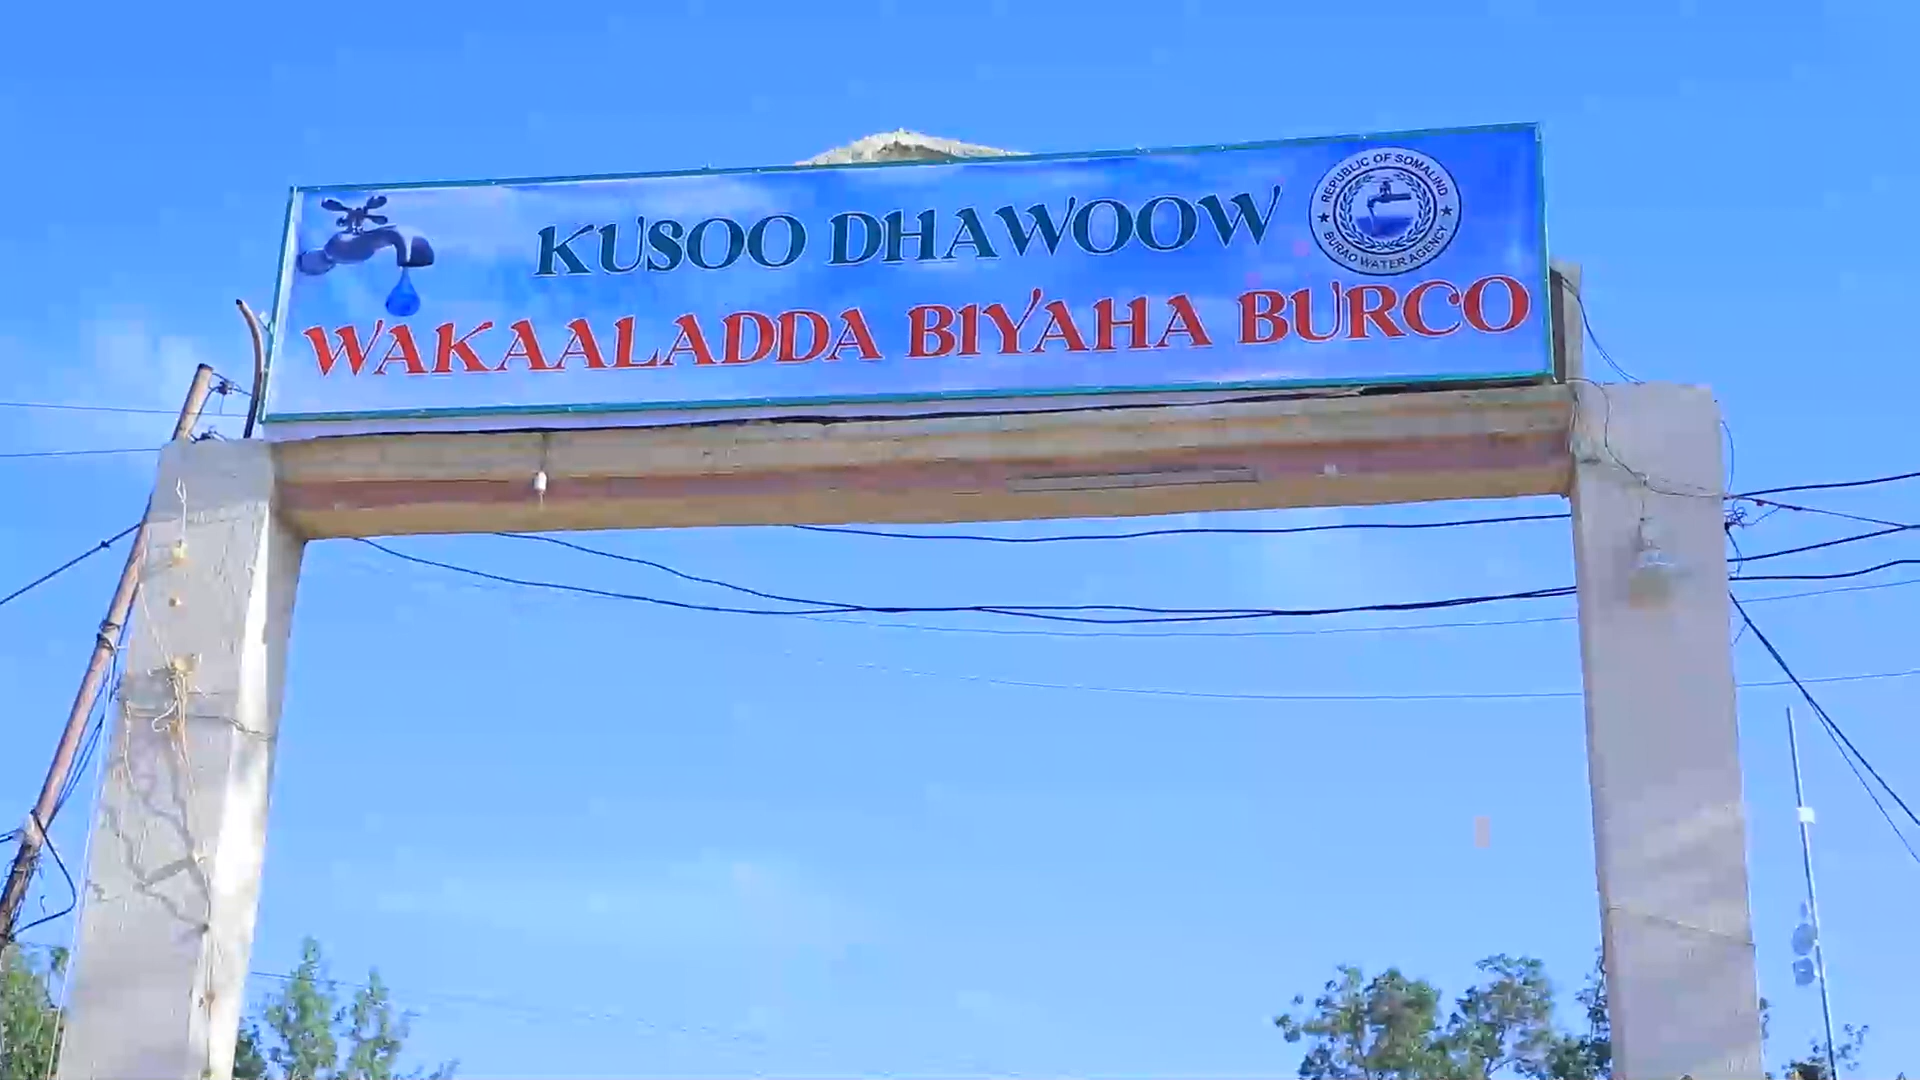 KUSOO DHAWOOW
REPUBLIC OF SOMALIND
BURAO WATER AGENCY
WAKAALADDA BIYAHA BURCO